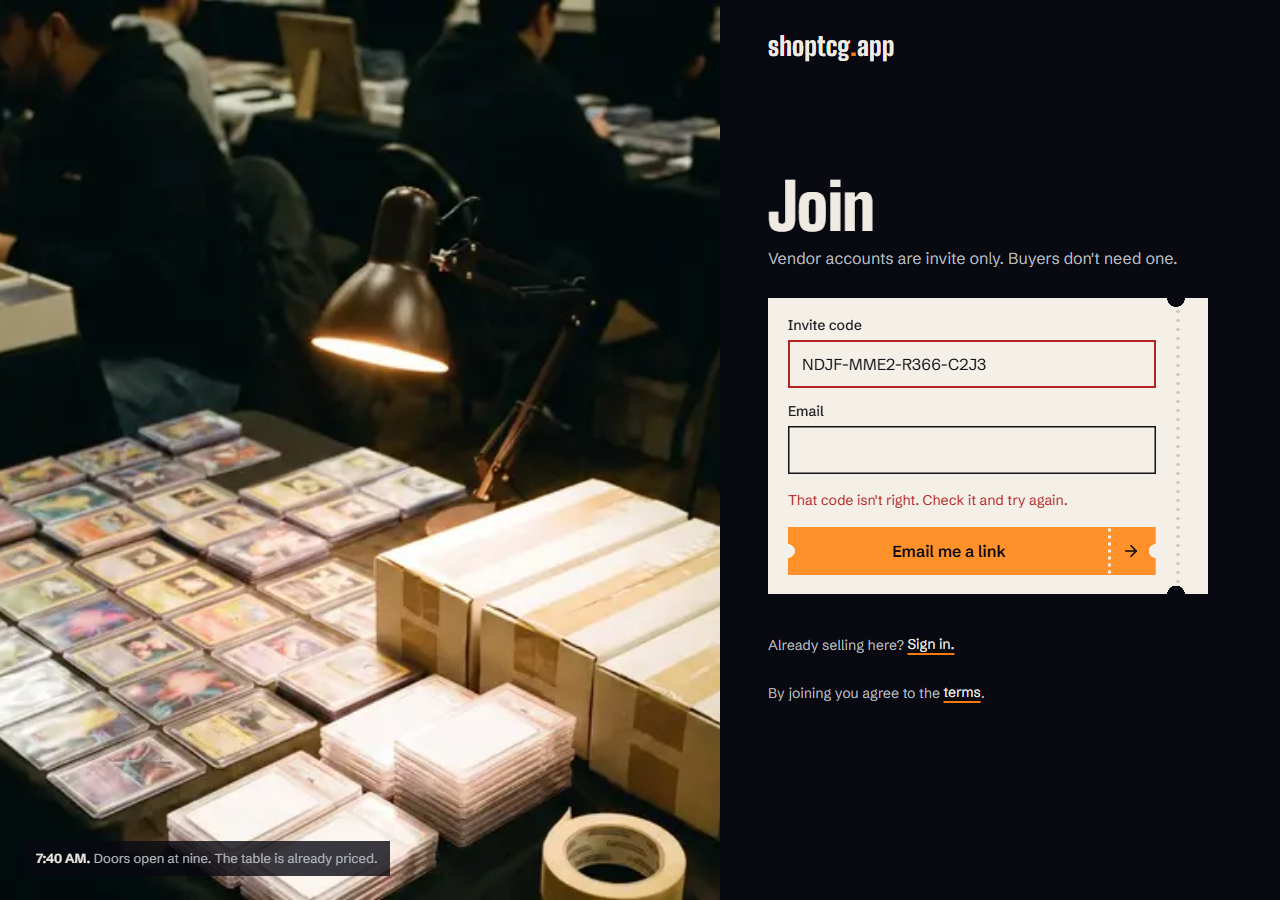 shoptcg.app
Join
Vendor accounts are invite only. Buyers don't need one.
Invite code
NDJF-MME2-R366-C2J3
Email
That code isn't right. Check it and try again.
Email me a link
Already selling here? Sign in.
By joining you agree to the terms.
7:40 AM. Doors open at nine. The table is already priced.